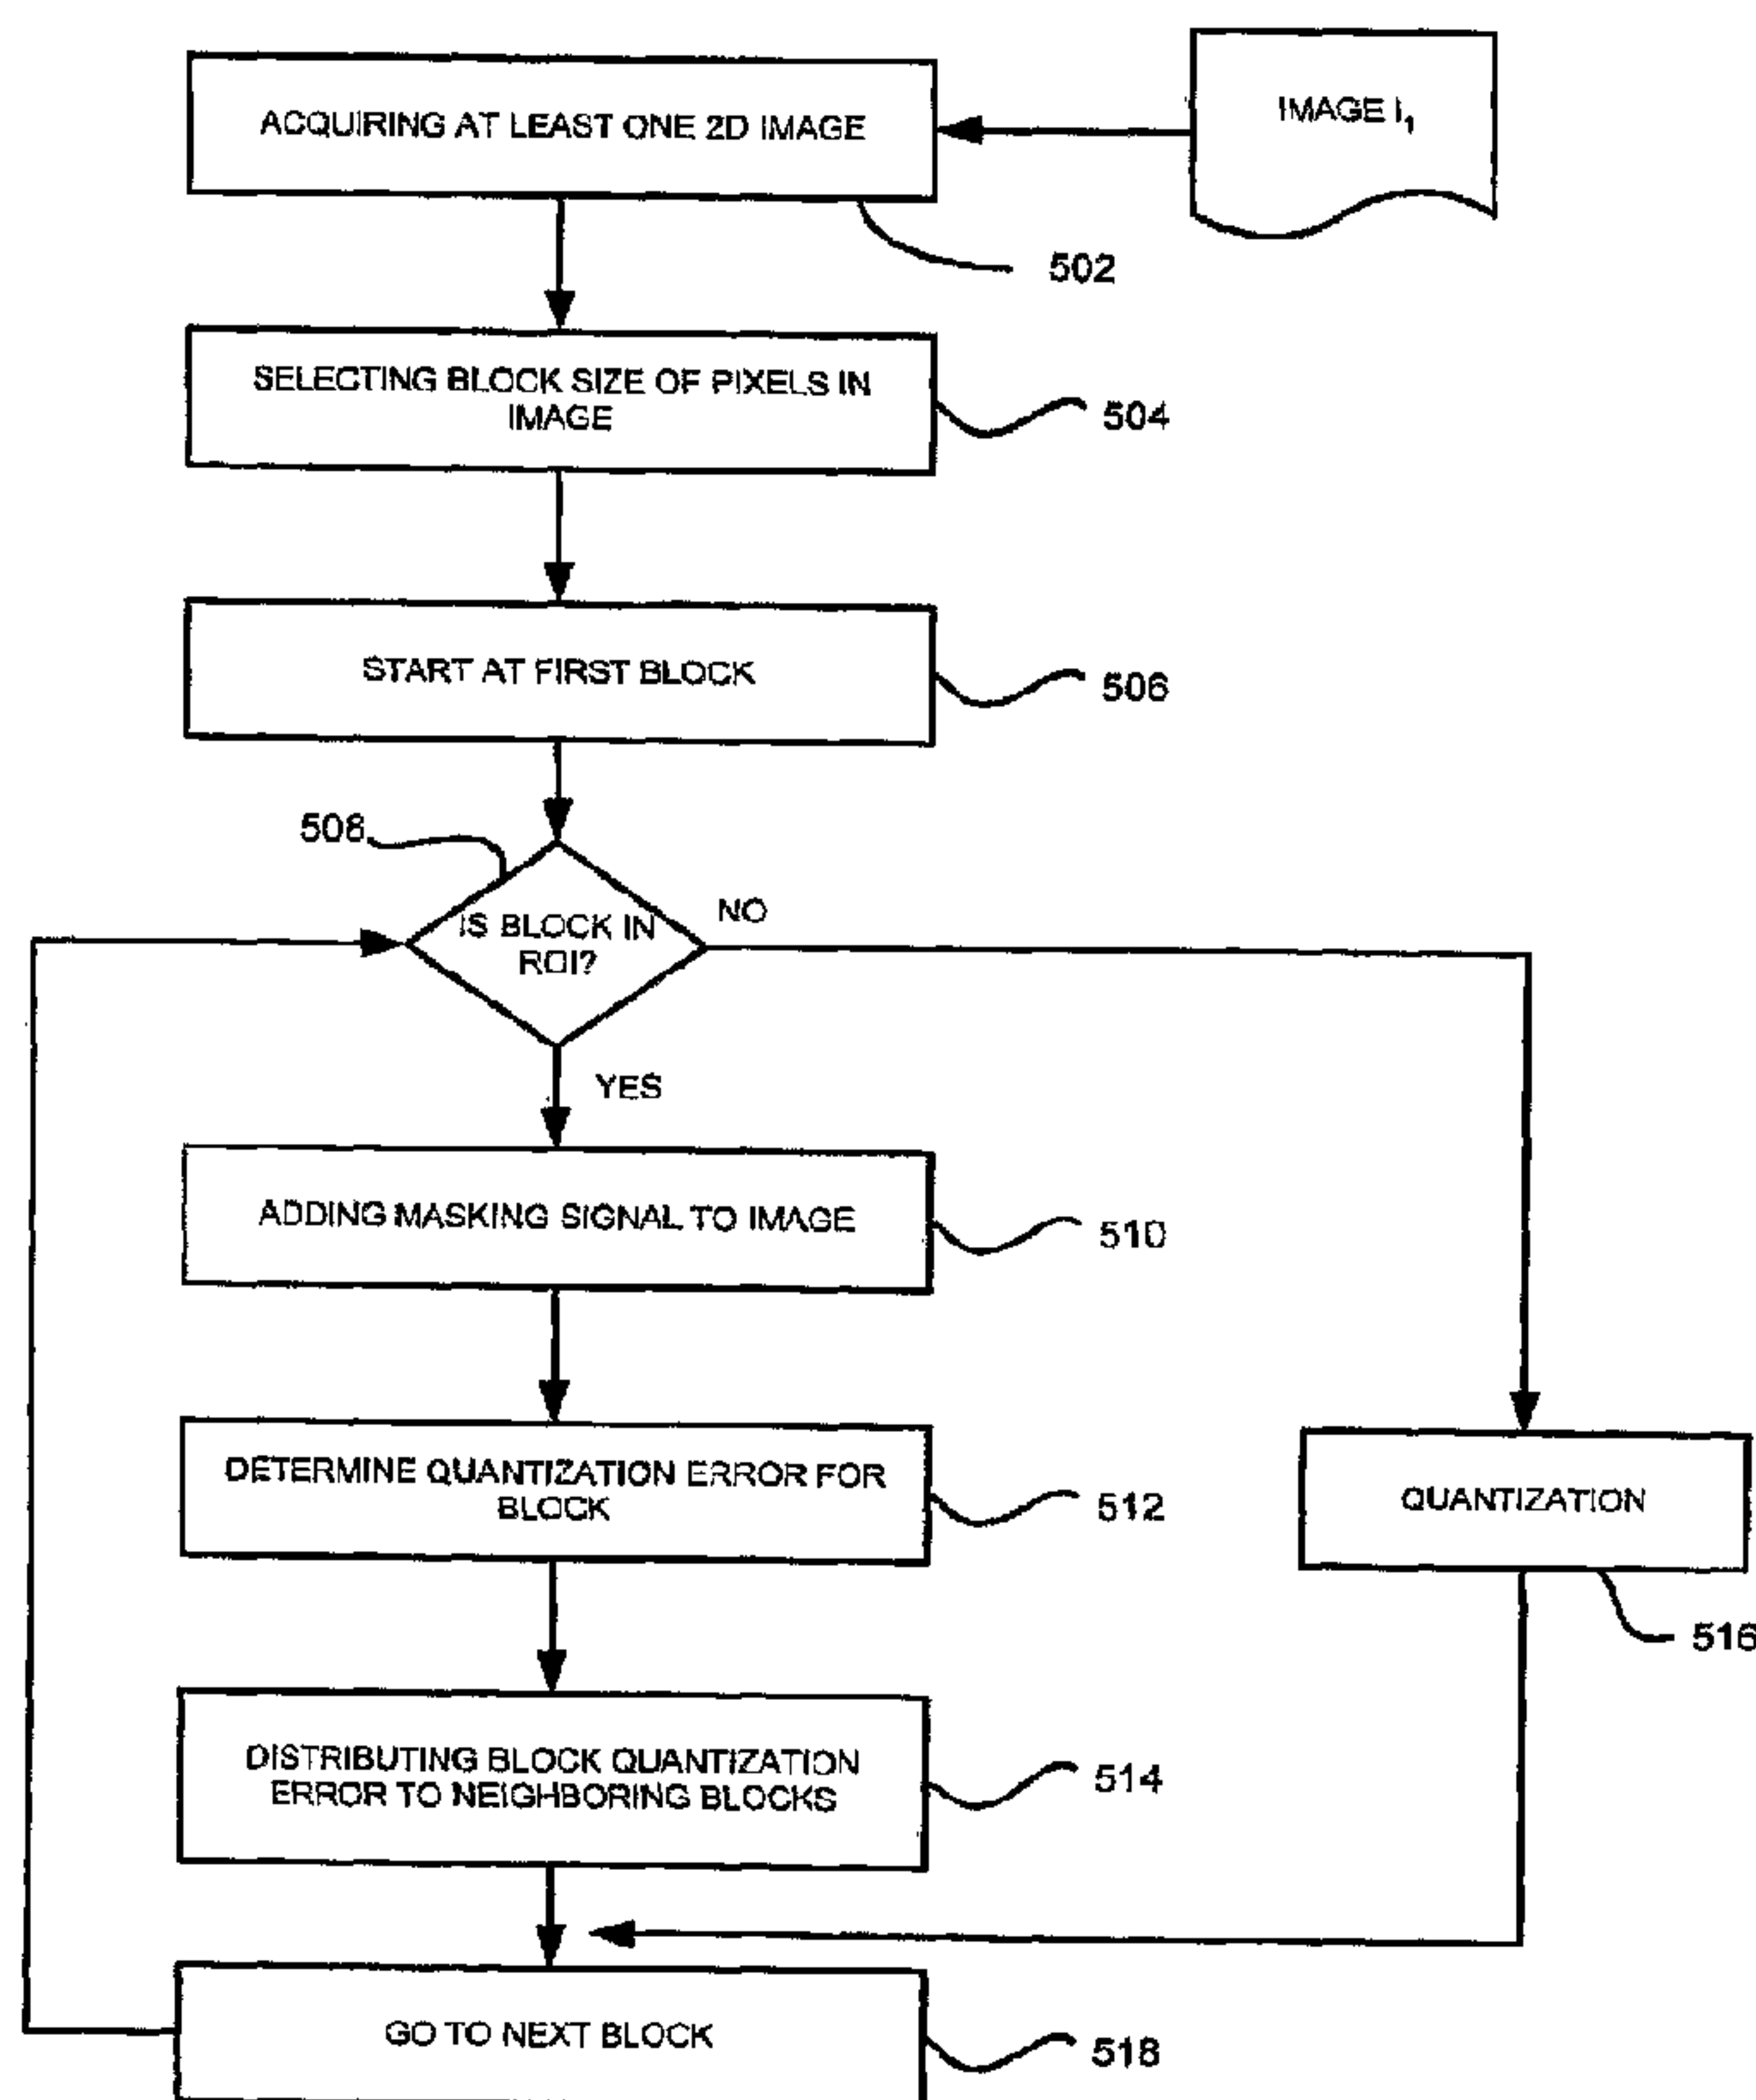 ACQUIRING AT LEAST ONE 2D IMAGE
IMAGE I₁
502
SELECTING BLOCK SIZE OF PIXELS IN
IMAGE
504
START AT FIRST BLOCK
506
508
IS BLOCK IN
ROI?
NO
YES
ADDING MASKING SIGNAL TO IMAGE
510
DETERMINE QUANTIZATION ERROR FOR
BLOCK
512
QUANTIZATION
516
DISTRIBUTING BLOCK QUANTIZATION
ERROR TO NEIGHBORING BLOCKS
514
GO TO NEXT BLOCK
518